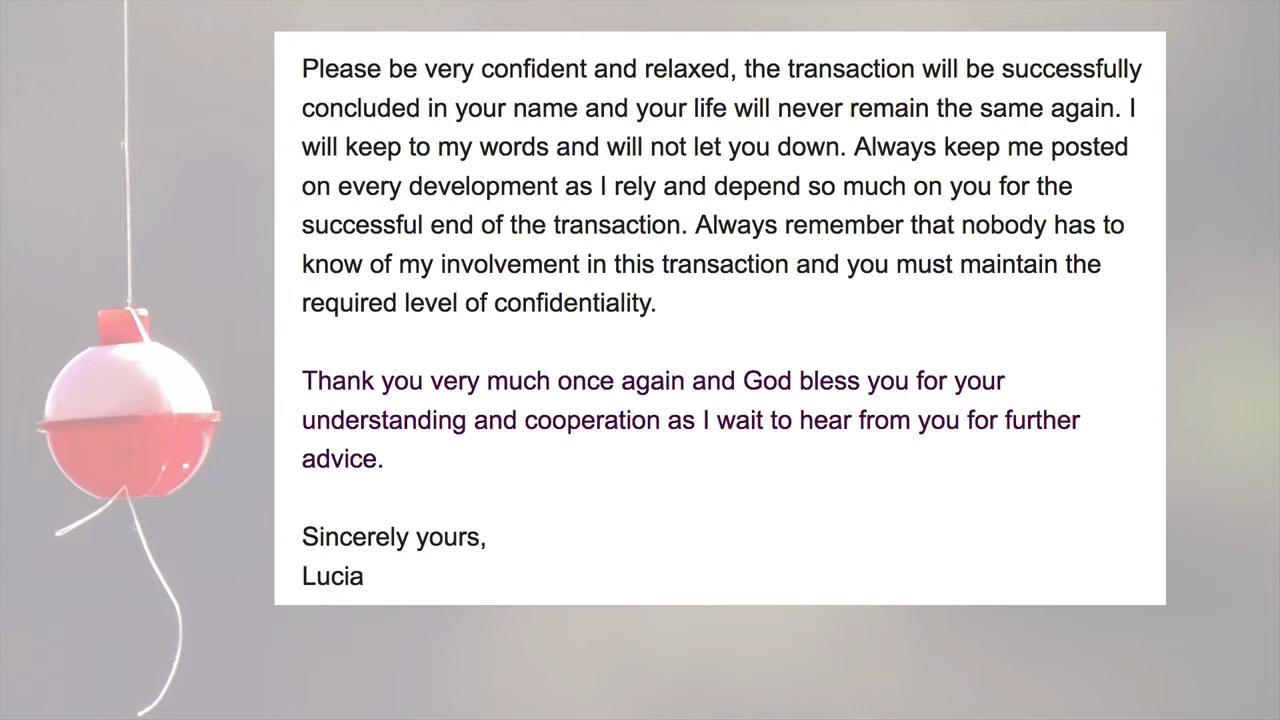 Please be very confident and relaxed, the transaction will be successfully
concluded in your name and your life will never remain the same again. I
will keep to my words and will not let you down. Always keep me posted
on every development as I rely and depend so much on you for the
successful end of the transaction. Always remember that nobody has to
know of my involvement in this transaction and you must maintain the
required level of confidentiality.
Thank you very much once again and God bless you for your
understanding and cooperation as I wait to hear from you for further
advice.
Sincerely yours,
Lucia